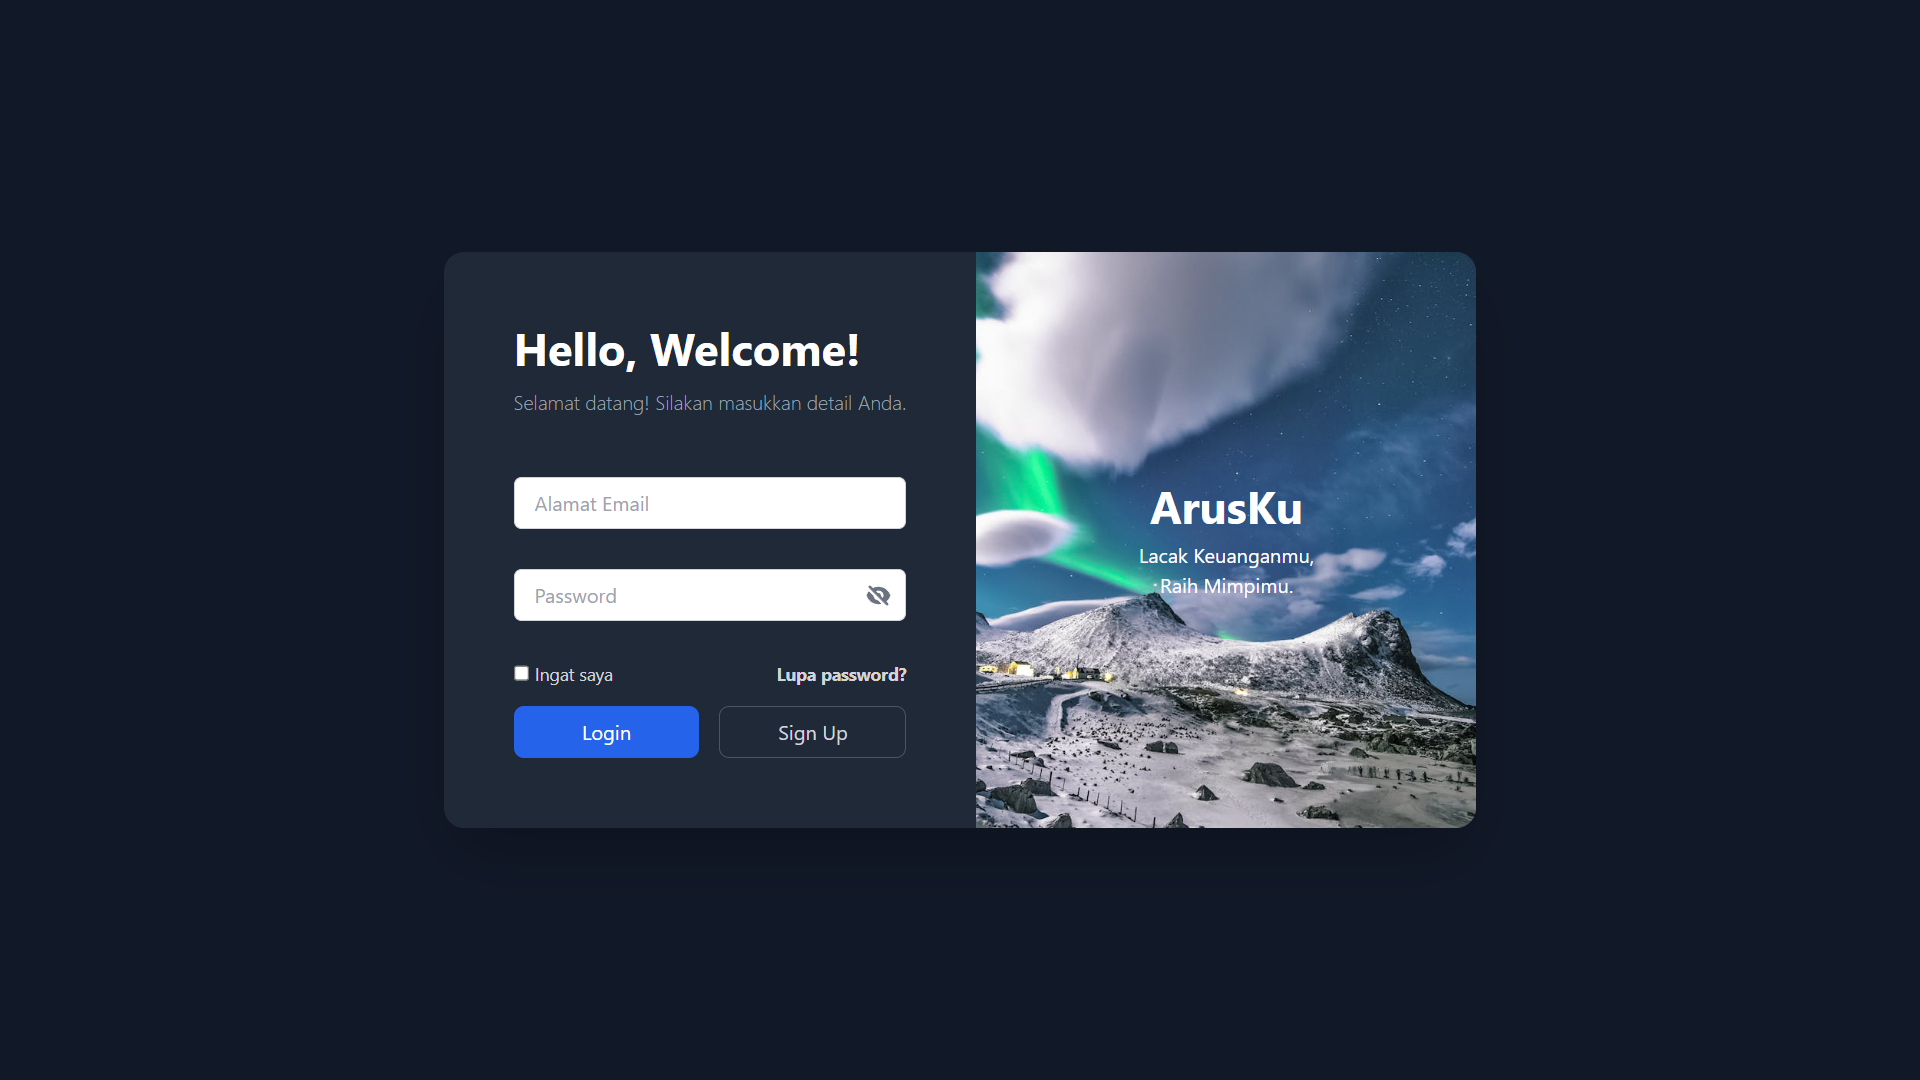 Hello, Welcome!
Selamat datang! Silakan masukkan detail Anda.
Alamat Email
Password
Ingat saya
Lupa password?
Login
Sign Up
ArusKu
Lacak Keuanganmu,
Raih Mimpimu.